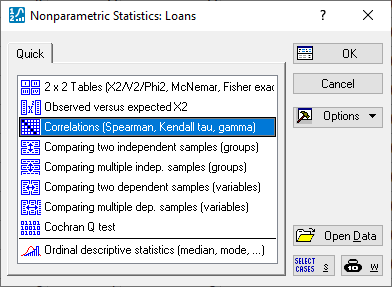 Nonparametric Statistics: Loans
? X
Quick
2 x 2 Tables (X2/V2/Phi2, McNemar, Fisher exac
Observed versus expected X2
Correlations (Spearman, Kendall tau, gamma)
Comparing two independent samples (groups)
Comparing multiple indep. samples (groups)
Comparing two dependent samples (variables)
Comparing multiple dep. samples (variables)
Cochran Q test
Ordinal descriptive statistics (median, mode, ...)
OK
Cancel
Options
Open Data
SELECT CASES S
W